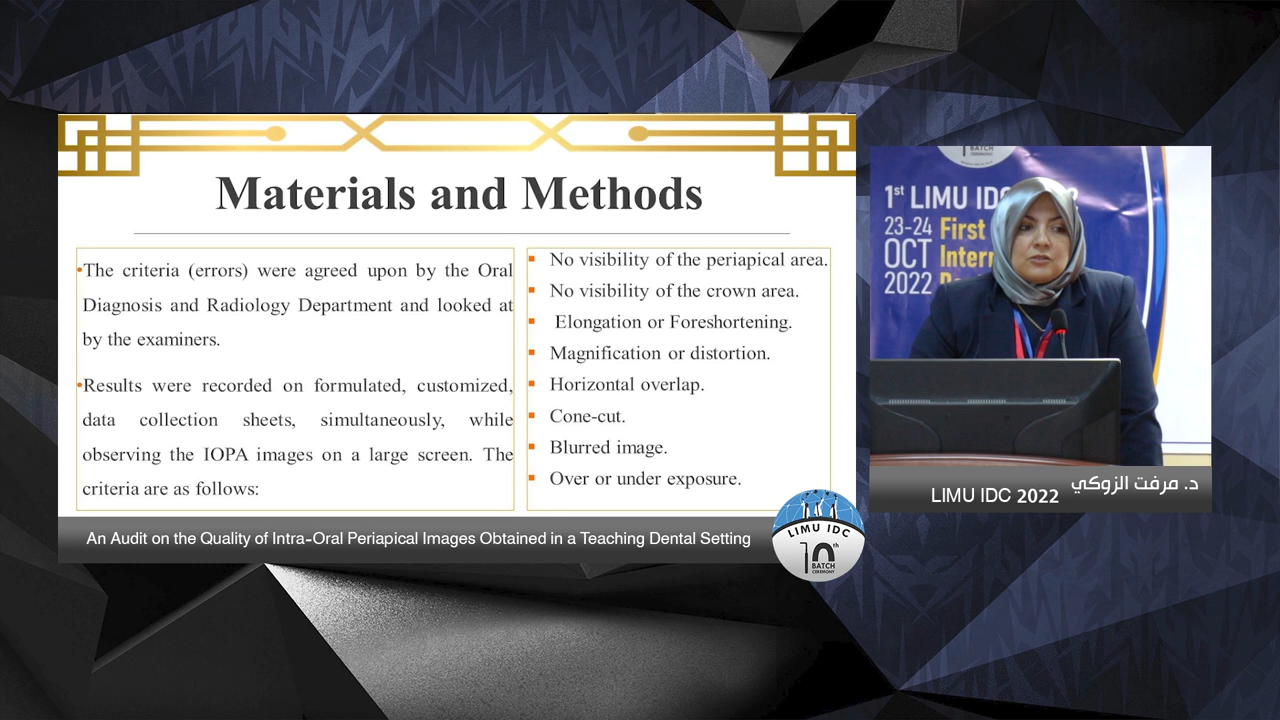 Materials and Methods
•The criteria (errors) were agreed upon by the Oral
Diagnosis and Radiology Department and looked at
by the examiners.
•Results were recorded on formulated, customized,
data collection sheets, simultaneously, while
observing the IOPA images on a large screen. The
criteria are as follows:
▪ No visibility of the periapical area.
▪ No visibility of the crown area.
▪ Elongation or Foreshortening.
▪ Magnification or distortion.
▪ Horizontal overlap.
▪ Cone-cut.
▪ Blurred image.
▪ Over or under exposure.
An Audit on the Quality of Intra-Oral Periapical Images Obtained in a Teaching Dental Setting
LIMU IDC
10th
BATCH
CEREMONY
BATCH
1st LIMU
23-24
OCT
2022
First
د. مرفت الزوكي
LIMU IDC 2022